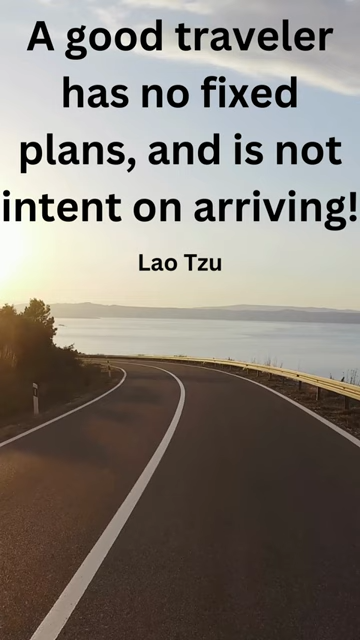 A good traveler
has no fixed
plans, and is not
intent on arriving!
Lao Tzu